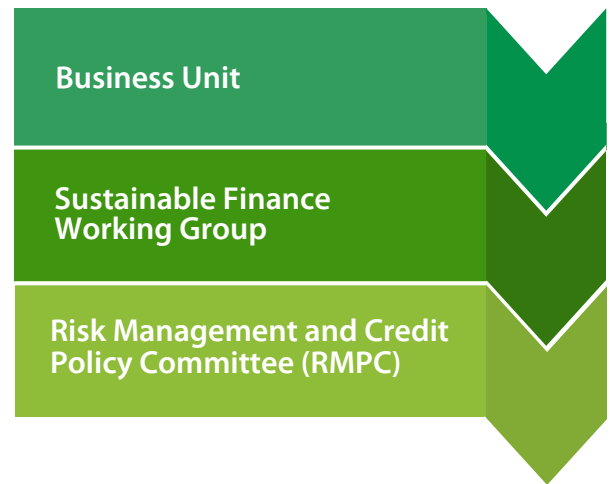 Business Unit
Sustainable Finance
Working Group
Risk Management and Credit
Policy Committee (RMPC)